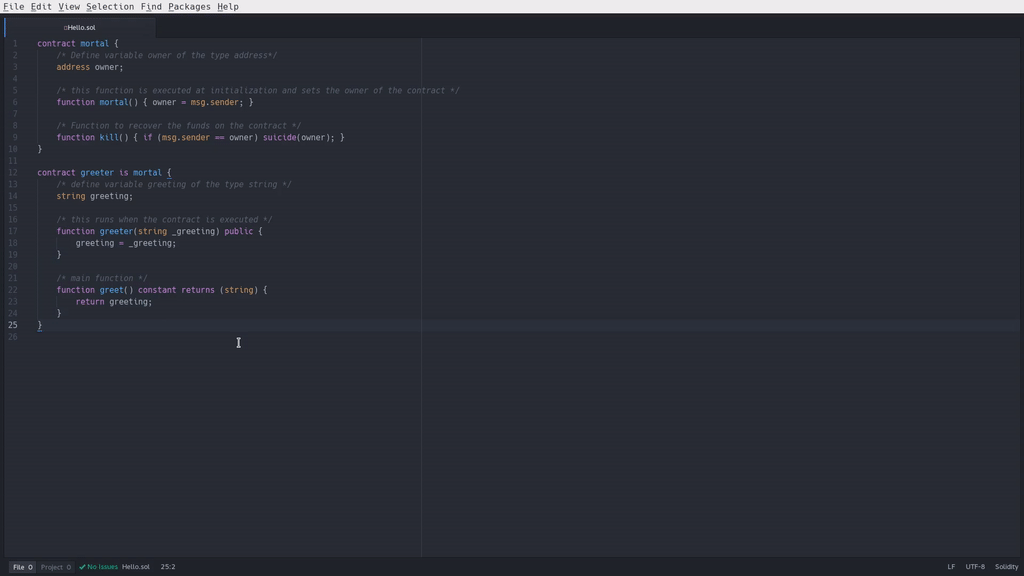 File Edit View Selection Find Packages Help
Hello.sol
1 contract mortal {
2     /* Define variable owner of the type address*/
3     address owner;
4
5     /* this function is executed at initialization and sets the owner of the contract */
6     function mortal() { owner = msg.sender; }
7
8     /* Function to recover the funds on the contract */
9     function kill() { if (msg.sender == owner) suicide(owner); }
10 }
11
12 contract greeter is mortal {
13     /* define variable greeting of the type string */
14     string greeting;
15
16     /* this runs when the contract is executed */
17     function greeter(string _greeting) public {
18         greeting = _greeting;
19     }
20
21     /* main function */
22     function greet() constant returns (string) {
23         return greeting;
24     }
25 }
26
File 0 Project 0 No Issues Hello.sol 25:2 LF UTF-8 Solidity